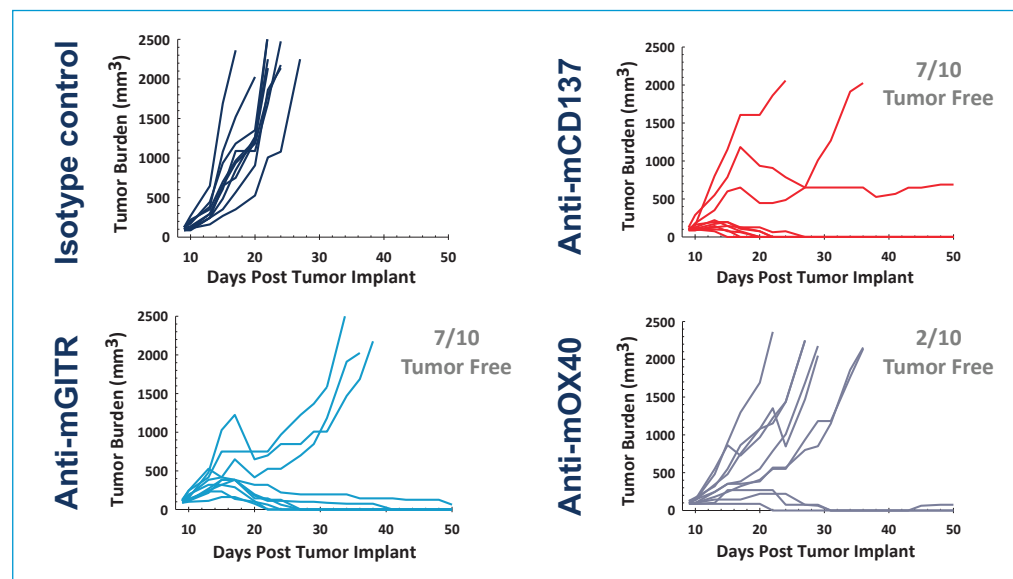 Isotype control
Tumor Burden (mm³)
2500
2000
1500
1000
500
0
10 20 30 40 50
Days Post Tumor Implant
Anti-mCD137
Tumor Burden (mm³)
2500
2000
1500
1000
500
0
7/10
Tumor Free
10 20 30 40 50
Days Post Tumor Implant
Anti-mGITR
Tumor Burden (mm³)
2500
2000
1500
1000
500
0
7/10
Tumor Free
10 20 30 40 50
Days Post Tumor Implant
Anti-mOX40
Tumor Burden (mm³)
2500
2000
1500
1000
500
0
2/10
Tumor Free
10 20 30 40 50
Days Post Tumor Implant